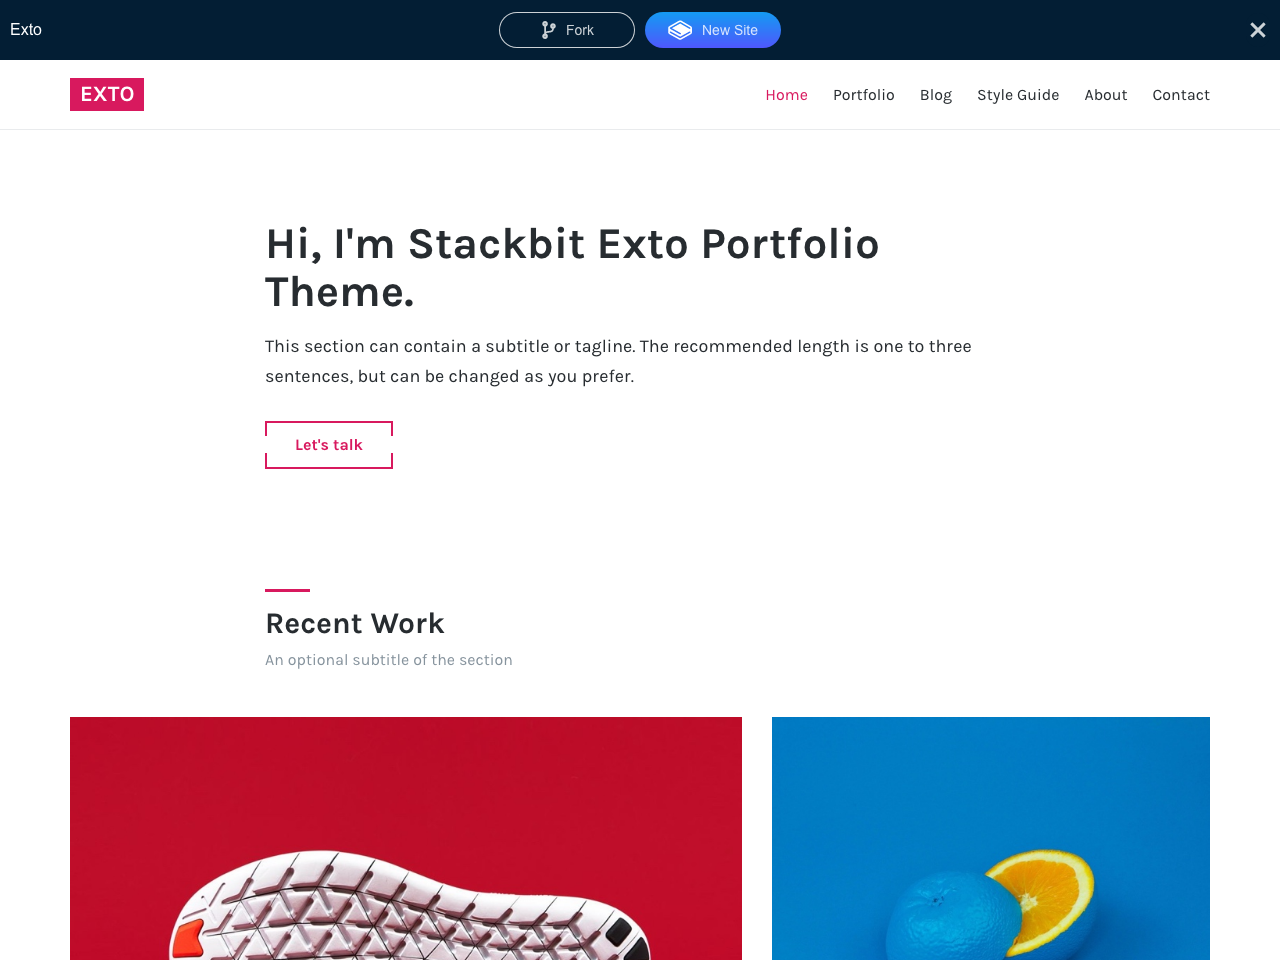 Exto
Fork
New Site
EXTO
Home
Portfolio
Blog
Style Guide
About
Contact
Hi, I'm Stackbit Exto Portfolio
Theme.
This section can contain a subtitle or tagline. The recommended length is one to three
sentences, but can be changed as you prefer.
Let's talk
Recent Work
An optional subtitle of the section